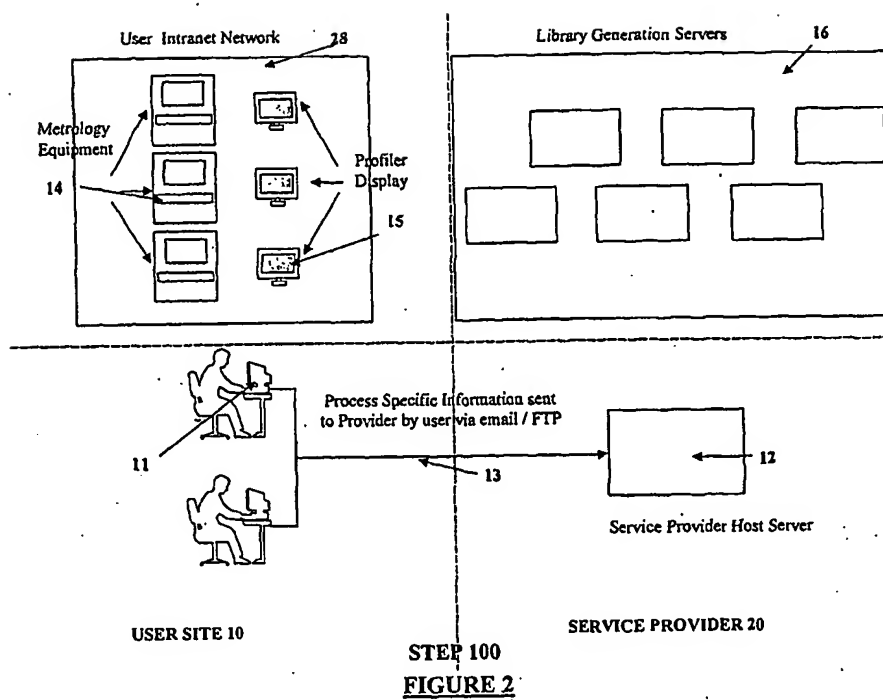 User Intranet Network
28
Library Generation Servers
16
Metrology
Equipment
14
Profiler
Display
15
Process Specific Information sent
to Provider by user via email / FTP
11
13
12
Service Provider Host Server
USER SITE 10
SERVICE PROVIDER 20
STEP 100
FIGURE 2